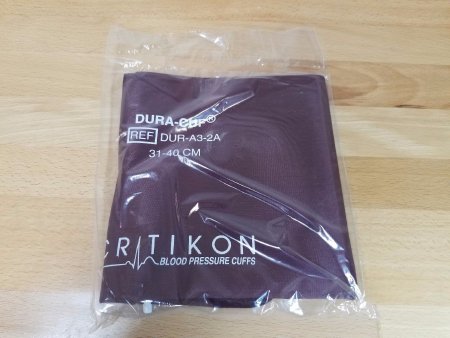 DURA-CUF®
REF DUR-A3-2A
31-40 CM
CRITIKON
BLOOD PRESSURE CUFFS